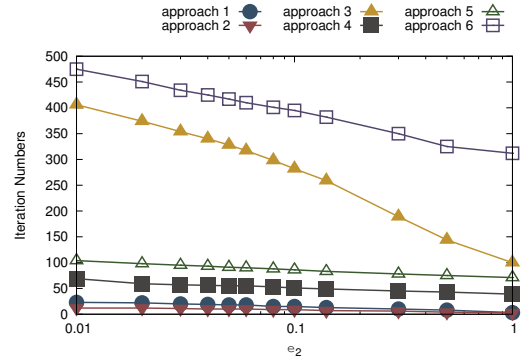 approach 1
approach 2
approach 3
approach 4
approach 5
approach 6
500
450
400
350
300
250
200
150
100
50
0
Iteration Numbers
0.01
0.1
1
e2